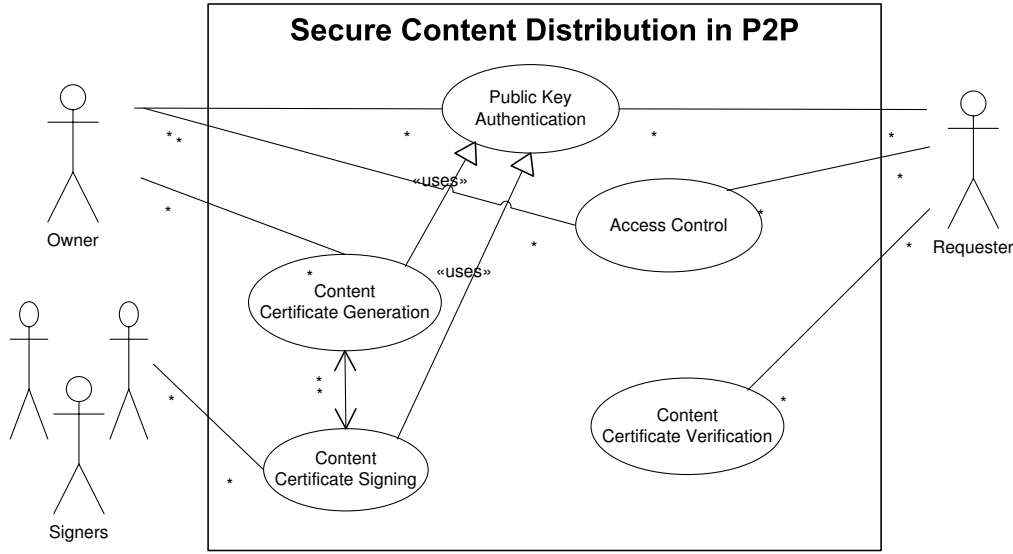 Secure Content Distribution in P2P
Public Key
Authentication
*
*
*
*
*
«uses»
*
Access Control
*
*
Owner
*
*
Requester
«uses»
*
Content
Certificate Generation
*
*
*
*
Content
Certificate Verification
Content
Certificate Signing
*
Signers